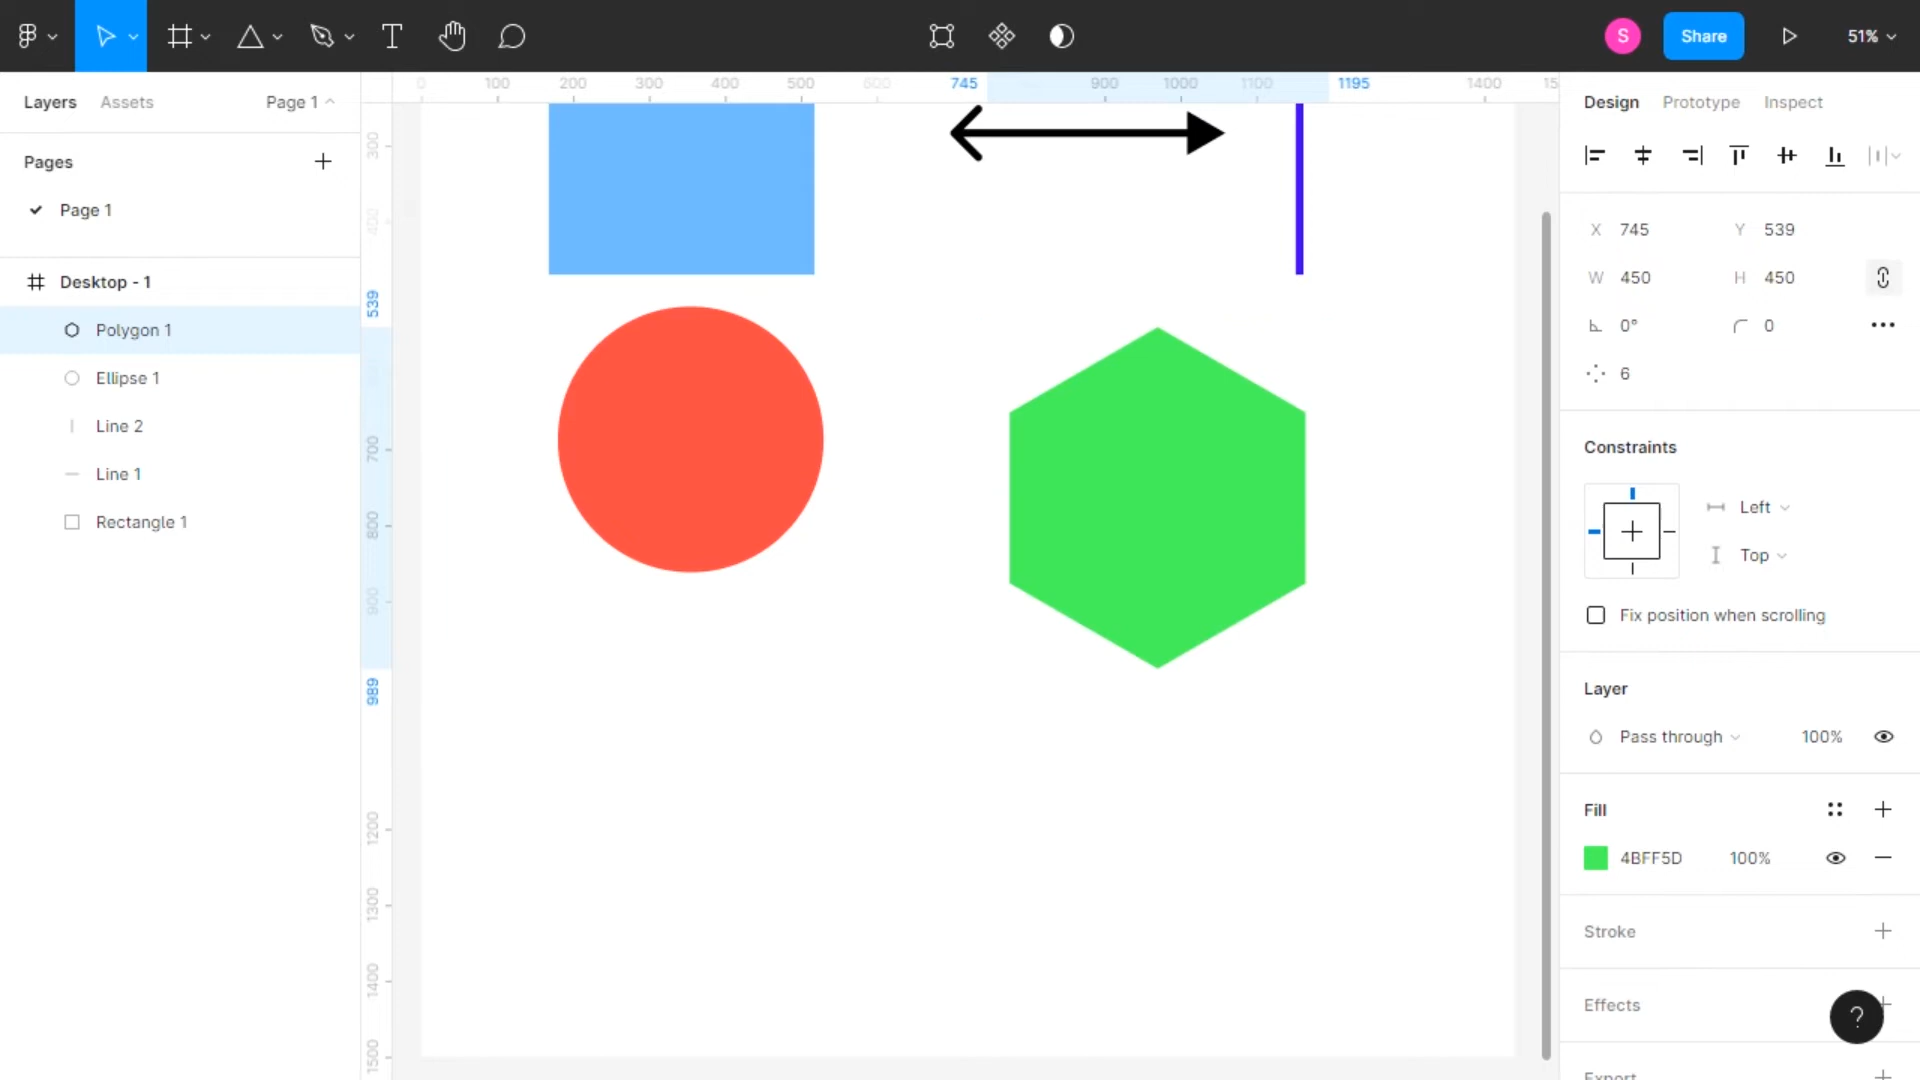 S
Share
51%
Layers
Assets
Page 1
Pages
Page 1
Desktop - 1
Polygon 1
Ellipse 1
Line 2
Line 1
Rectangle 1
0 100 200 300 400 500 600 745 900 1000 1100 1195 1400 15
300
400
539
700
800
900
989
1200
1300
1400
1500
Design
Prototype
Inspect
X 745 Y 539
W 450 H 450
0° 0
6
Constraints
Left
Top
Fix position when scrolling
Layer
Pass through 100%
Fill
4BFF5D 100%
Stroke
Effects
?
Export